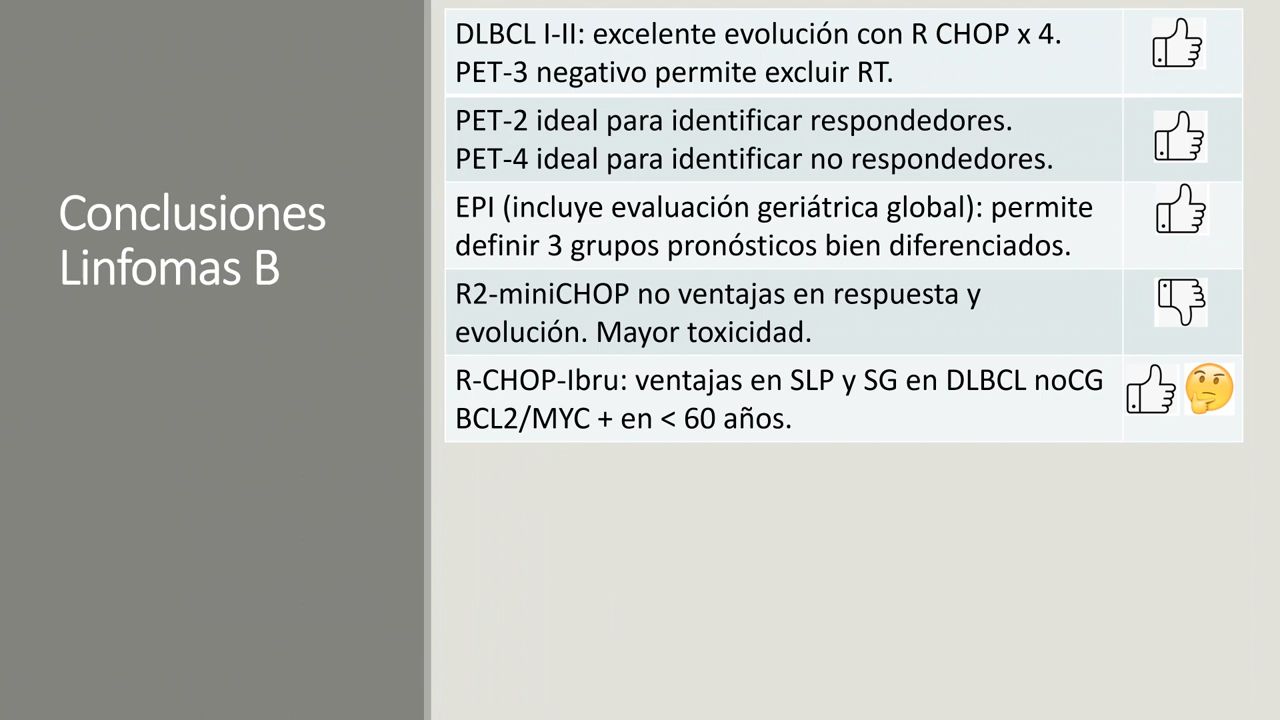 Conclusiones
Linfomas B
DLBCL I-II: excelente evolución con R CHOP x 4.
PET-3 negativo permite excluir RT.
PET-2 ideal para identificar respondedores.
PET-4 ideal para identificar no respondedores.
EPI (incluye evaluación geriátrica global): permite
definir 3 grupos pronósticos bien diferenciados.
R2-miniCHOP no ventajas en respuesta y
evolución. Mayor toxicidad.
R-CHOP-Ibru: ventajas en SLP y SG en DLBCL noCG
BCL2/MYC + en < 60 años.